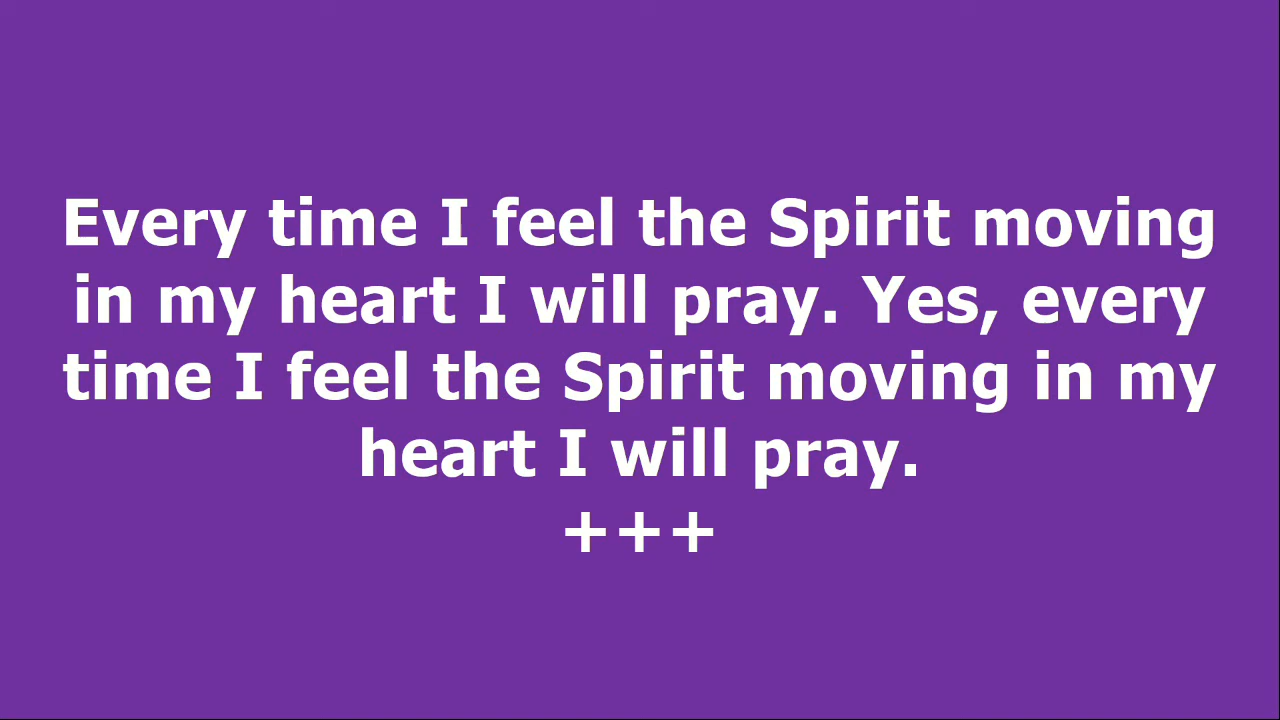 Every time I feel the Spirit moving
in my heart I will pray. Yes, every
time I feel the Spirit moving in my
heart I will pray.
+++